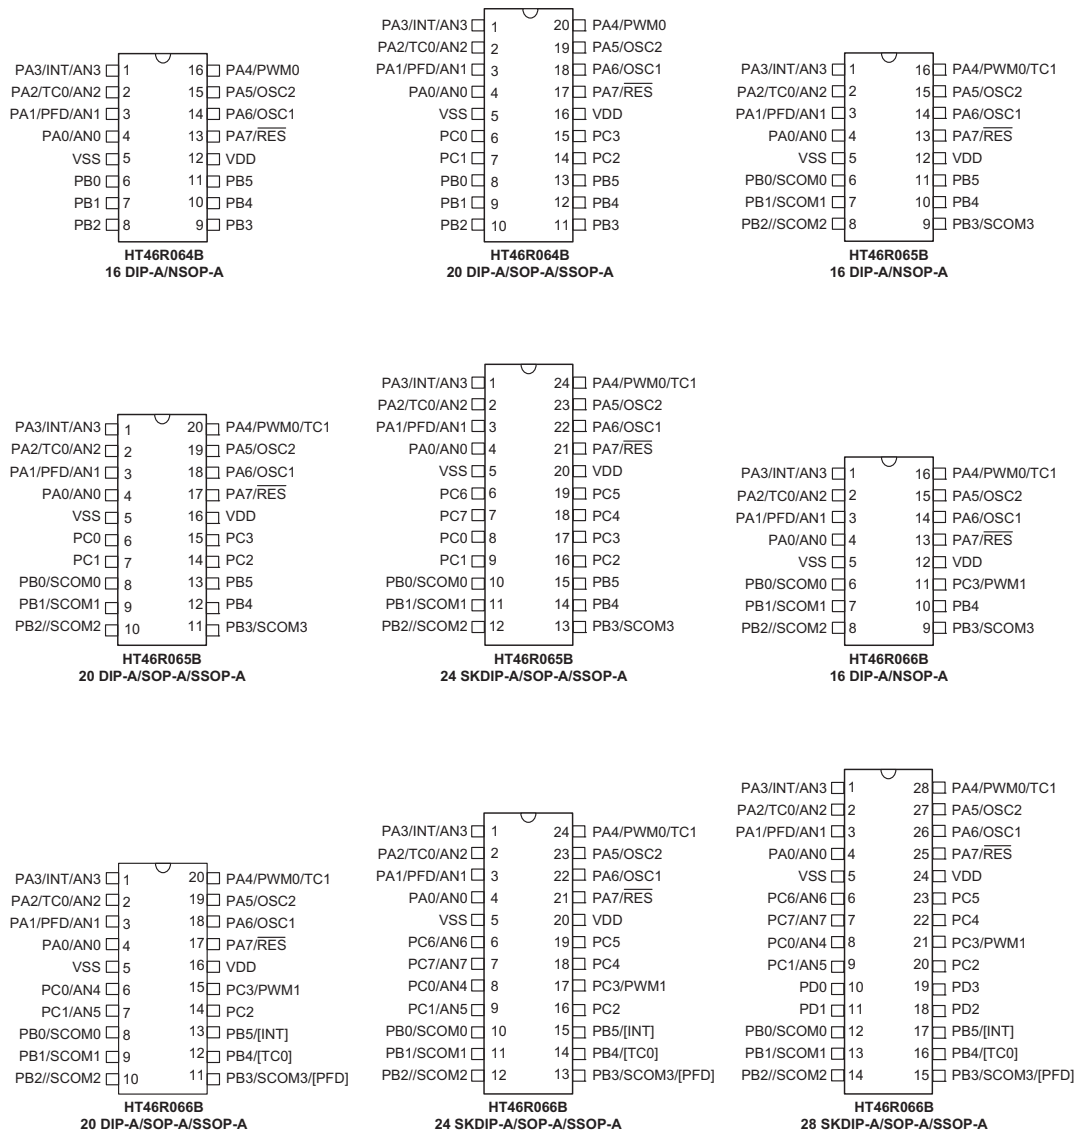 PA3/INT/AN3 1 16 PA4/PWM0
PA2/TC0/AN2 2 15 PA5/OSC2
PA1/PFD/AN1 3 14 PA6/OSC1
PA0/AN0 4 13 PA7/RES
VSS 5 12 VDD
PB0 6 11 PB5
PB1 7 10 PB4
PB2 8 9 PB3
HT46R064B
16 DIP-A/NSOP-A
PA3/INT/AN3 1 20 PA4/PWM0
PA2/TC0/AN2 2 19 PA5/OSC2
PA1/PFD/AN1 3 18 PA6/OSC1
PA0/AN0 4 17 PA7/RES
VSS 5 16 VDD
PC0 6 15 PC3
PC1 7 14 PC2
PB0 8 13 PB5
PB1 9 12 PB4
PB2 10 11 PB3
HT46R064B
20 DIP-A/SOP-A/SSOP-A
PA3/INT/AN3 1 16 PA4/PWM0/TC1
PA2/TC0/AN2 2 15 PA5/OSC2
PA1/PFD/AN1 3 14 PA6/OSC1
PA0/AN0 4 13 PA7/RES
VSS 5 12 VDD
PB0/SCOM0 6 11 PB5
PB1/SCOM1 7 10 PB4
PB2//SCOM2 8 9 PB3/SCOM3
HT46R065B
16 DIP-A/NSOP-A
PA3/INT/AN3 1 20 PA4/PWM0/TC1
PA2/TC0/AN2 2 19 PA5/OSC2
PA1/PFD/AN1 3 18 PA6/OSC1
PA0/AN0 4 17 PA7/RES
VSS 5 16 VDD
PC0 6 15 PC3
PC1 7 14 PC2
PB0/SCOM0 8 13 PB5
PB1/SCOM1 9 12 PB4
PB2//SCOM2 10 11 PB3/SCOM3
HT46R065B
20 DIP-A/SOP-A/SSOP-A
PA3/INT/AN3 1 24 PA4/PWM0/TC1
PA2/TC0/AN2 2 23 PA5/OSC2
PA1/PFD/AN1 3 22 PA6/OSC1
PA0/AN0 4 21 PA7/RES
VSS 5 20 VDD
PC6 6 19 PC5
PC7 7 18 PC4
PC0 8 17 PC3
PC1 9 16 PC2
PB0/SCOM0 10 15 PB5
PB1/SCOM1 11 14 PB4
PB2//SCOM2 12 13 PB3/SCOM3
HT46R065B
24 SKDIP-A/SOP-A/SSOP-A
PA3/INT/AN3 1 16 PA4/PWM0/TC1
PA2/TC0/AN2 2 15 PA5/OSC2
PA1/PFD/AN1 3 14 PA6/OSC1
PA0/AN0 4 13 PA7/RES
VSS 5 12 VDD
PB0/SCOM0 6 11 PC3/PWM1
PB1/SCOM1 7 10 PB4
PB2//SCOM2 8 9 PB3/SCOM3
HT46R066B
16 DIP-A/NSOP-A
PA3/INT/AN3 1 20 PA4/PWM0/TC1
PA2/TC0/AN2 2 19 PA5/OSC2
PA1/PFD/AN1 3 18 PA6/OSC1
PA0/AN0 4 17 PA7/RES
VSS 5 16 VDD
PC0/AN4 6 15 PC3/PWM1
PC1/AN5 7 14 PC2
PB0/SCOM0 8 13 PB5/[INT]
PB1/SCOM1 9 12 PB4/[TC0]
PB2//SCOM2 10 11 PB3/SCOM3/[PFD]
HT46R066B
20 DIP-A/SOP-A/SSOP-A
PA3/INT/AN3 1 24 PA4/PWM0/TC1
PA2/TC0/AN2 2 23 PA5/OSC2
PA1/PFD/AN1 3 22 PA6/OSC1
PA0/AN0 4 21 PA7/RES
VSS 5 20 VDD
PC6/AN6 6 19 PC5
PC7/AN7 7 18 PC4
PC0/AN4 8 17 PC3/PWM1
PC1/AN5 9 16 PC2
PB0/SCOM0 10 15 PB5/[INT]
PB1/SCOM1 11 14 PB4/[TC0]
PB2//SCOM2 12 13 PB3/SCOM3/[PFD]
HT46R066B
24 SKDIP-A/SOP-A/SSOP-A
PA3/INT/AN3 1 28 PA4/PWM0/TC1
PA2/TC0/AN2 2 27 PA5/OSC2
PA1/PFD/AN1 3 26 PA6/OSC1
PA0/AN0 4 25 PA7/RES
VSS 5 24 VDD
PC6/AN6 6 23 PC5
PC7/AN7 7 22 PC4
PC0/AN4 8 21 PC3/PWM1
PC1/AN5 9 20 PC2
PD0 10 19 PD3
PD1 11 18 PD2
PB0/SCOM0 12 17 PB5/[INT]
PB1/SCOM1 13 16 PB4/[TC0]
PB2//SCOM2 14 15 PB3/SCOM3/[PFD]
HT46R066B
28 SKDIP-A/SOP-A/SSOP-A